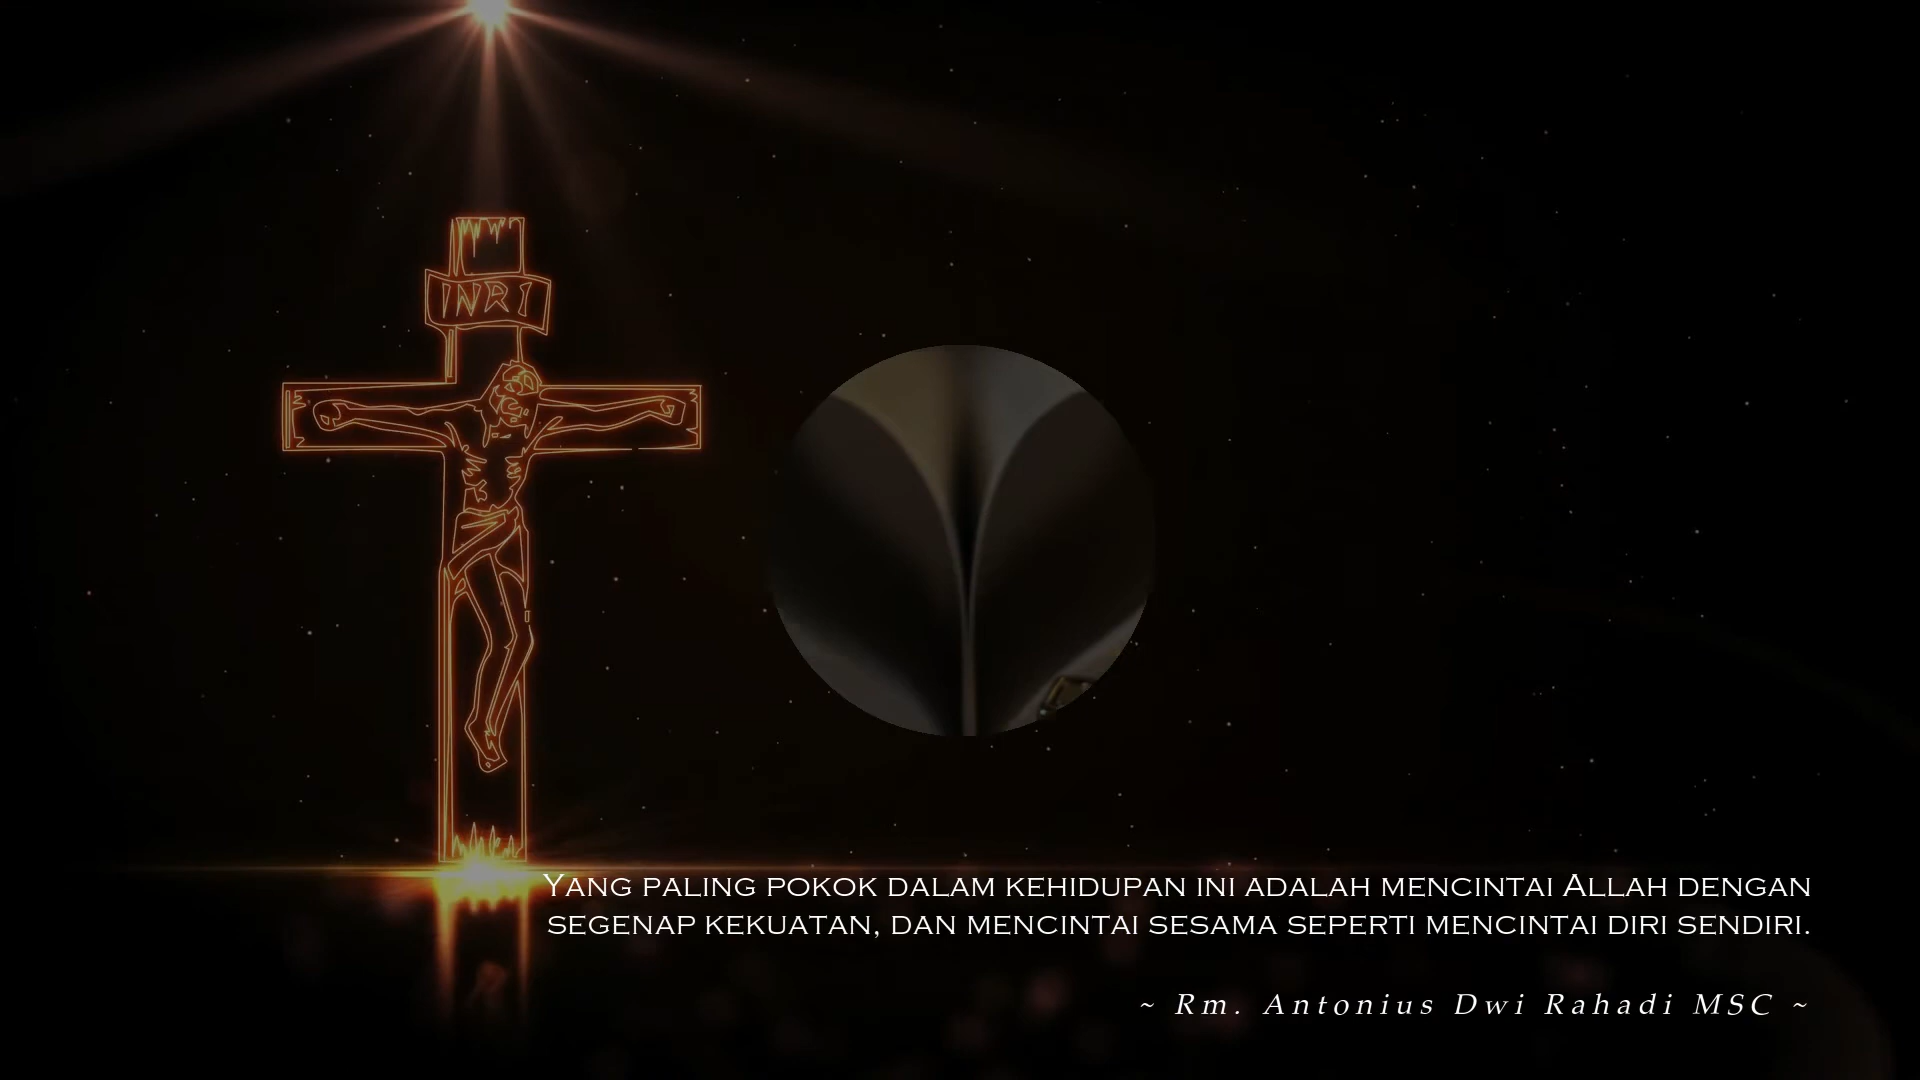 INRI
Yang paling pokok dalam kehidupan ini adalah mencintai Allah dengan
segenap kekuatan, dan mencintai sesama seperti mencintai diri sendiri.
~ Rm. Antonius Dwi Rahadi MSC ~